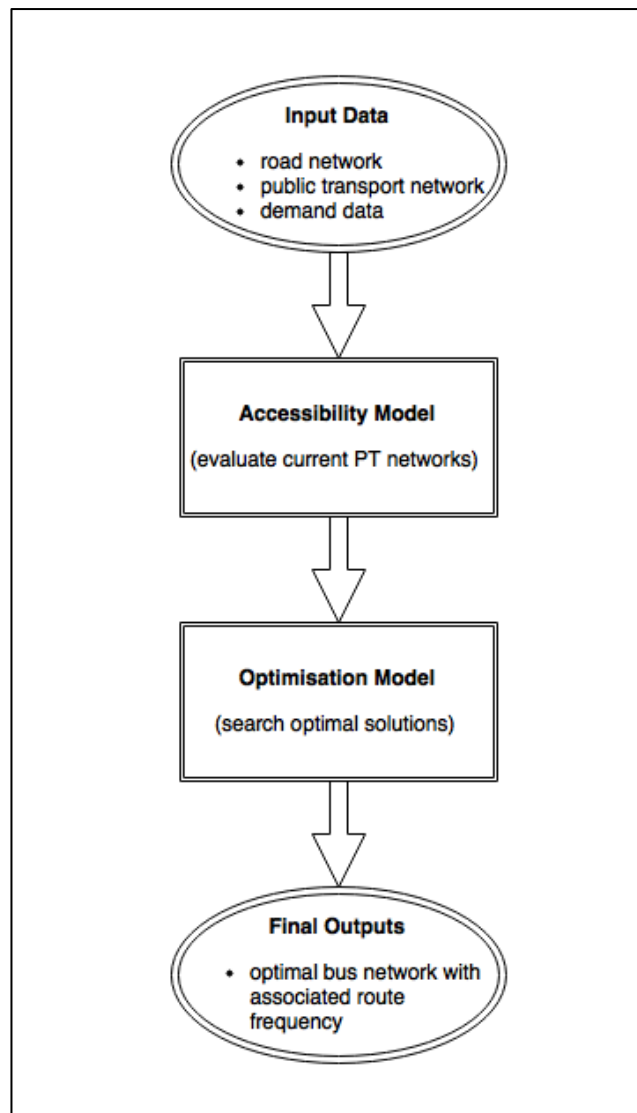 Input Data
• road network
• public transport network
• demand data
Accessibility Model
(evaluate current PT networks)
Optimisation Model
(search optimal solutions)
Final Outputs
• optimal bus network with
associated route
frequency